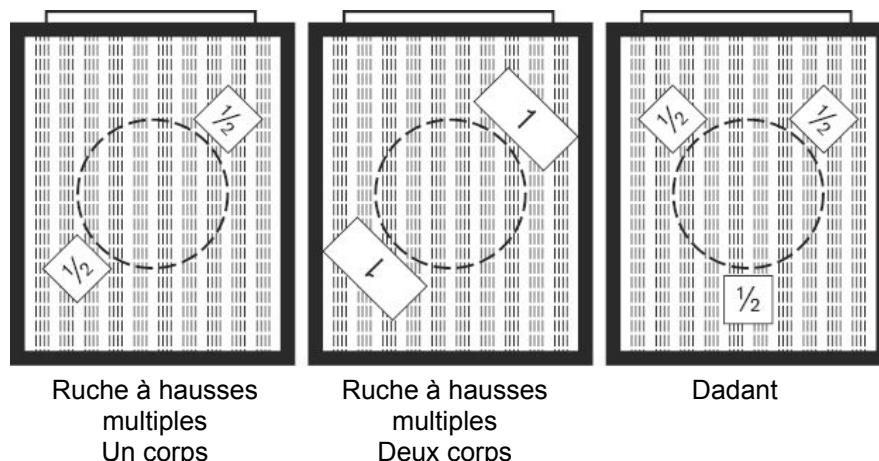 ½
½
1
1
½
½
½
Ruche à hausses
multiples
Un corps
Ruche à hausses
multiples
Deux corps
Dadant